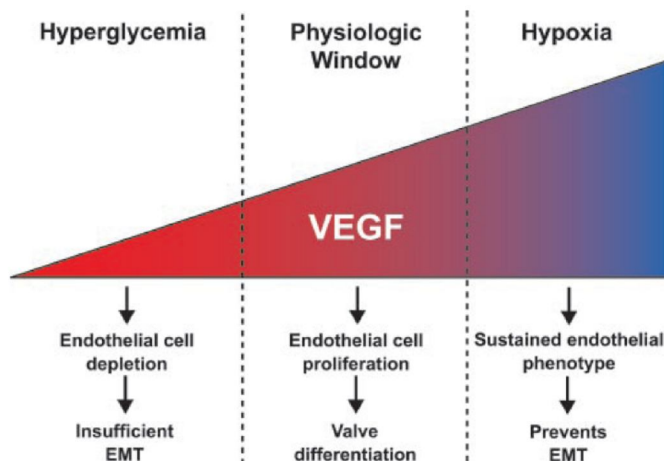 Hyperglycemia
Physiologic
Window
Hypoxia
VEGF
Endothelial cell
depletion
Endothelial cell
proliferation
Sustained endothelial
phenotype
Insufficient
EMT
Valve
differentiation
Prevents
EMT